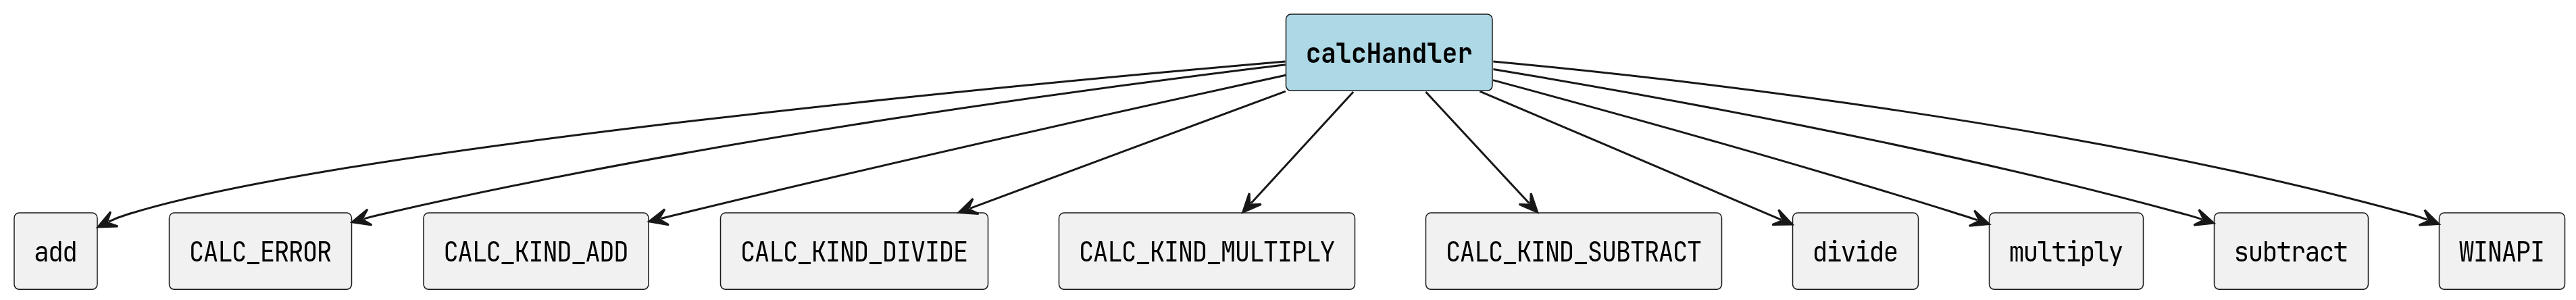 calcHandler
add
CALC_ERROR
CALC_KIND_ADD
CALC_KIND_DIVIDE
CALC_KIND_MULTIPLY
CALC_KIND_SUBTRACT
divide
multiply
subtract
WINAPI